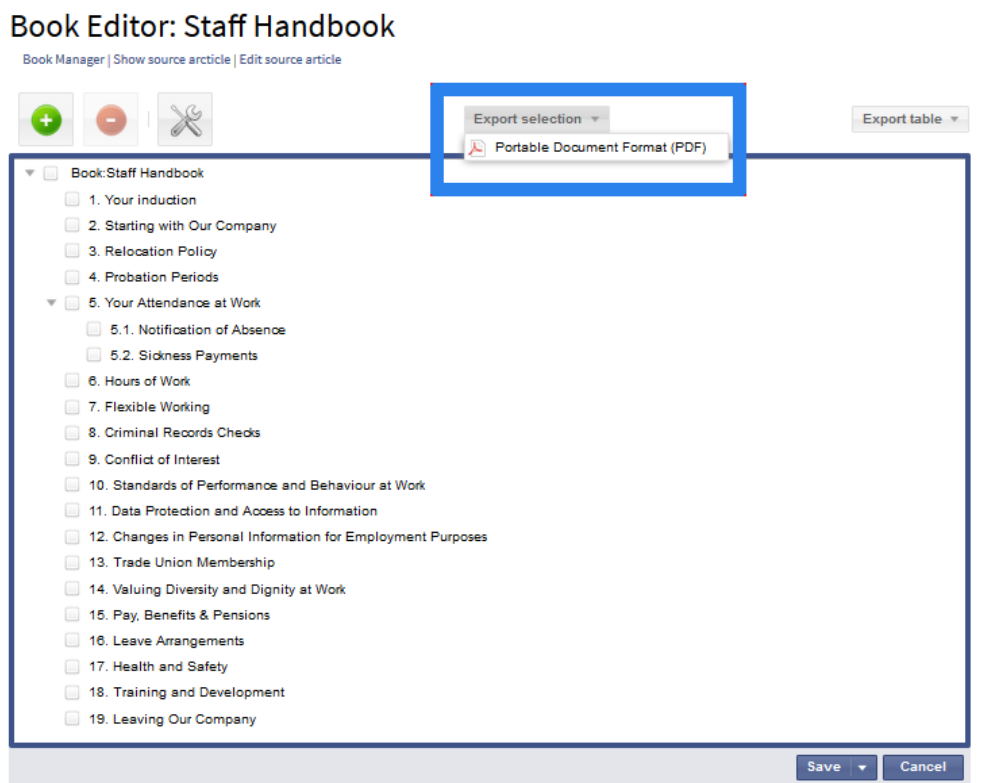 Book Editor: Staff Handbook
Book Manager | Show source arcticle | Edit source article
Export selection
Export table
Portable Document Format (PDF)
Book:Staff Handbook
1. Your induction
2. Starting with Our Company
3. Relocation Policy
4. Probation Periods
5. Your Attendance at Work
5.1. Notification of Absence
5.2. Sickness Payments
6. Hours of Work
7. Flexible Working
8. Criminal Records Checks
9. Conflict of Interest
10. Standards of Performance and Behaviour at Work
11. Data Protection and Access to Information
12. Changes in Personal Information for Employment Purposes
13. Trade Union Membership
14. Valuing Diversity and Dignity at Work
15. Pay, Benefits & Pensions
16. Leave Arrangements
17. Health and Safety
18. Training and Development
19. Leaving Our Company
Save
Cancel